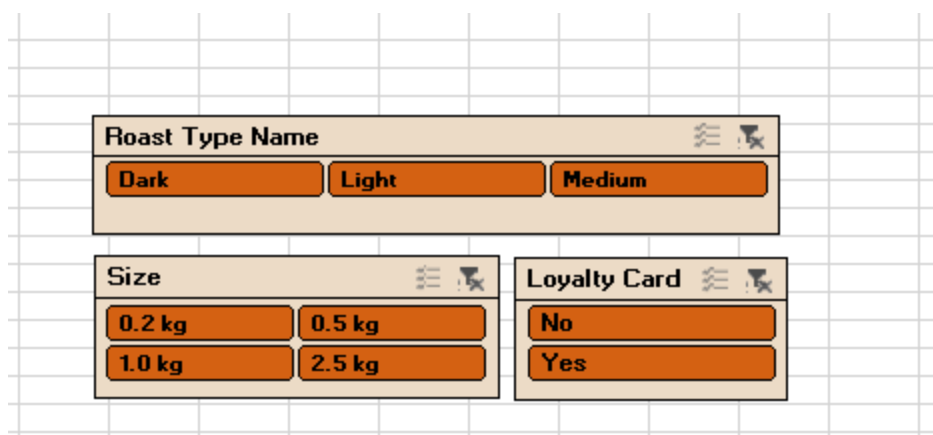 Roast Type Name
Dark Light Medium
Size
0.2 kg 0.5 kg
1.0 kg 2.5 kg
Loyalty Card
No
Yes